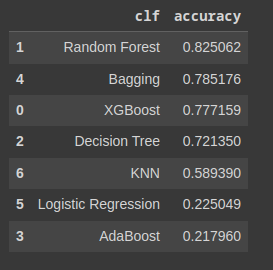 clf accuracy
1 Random Forest 0.825062
4 Bagging 0.785176
0 XGBoost 0.777159
2 Decision Tree 0.721350
6 KNN 0.589390
5 Logistic Regression 0.225049
3 AdaBoost 0.217960